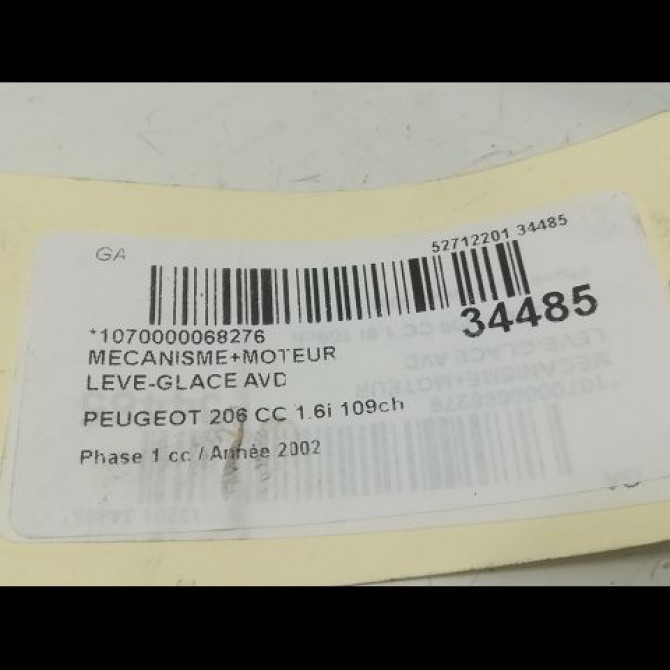 GA
52712201 34485
34485
*1070000068276
MECANISME+MOTEUR
LEVE-GLACE AVD
PEUGEOT 206 CC 1.6i 109ch
Phase 1 cc / Année 2002